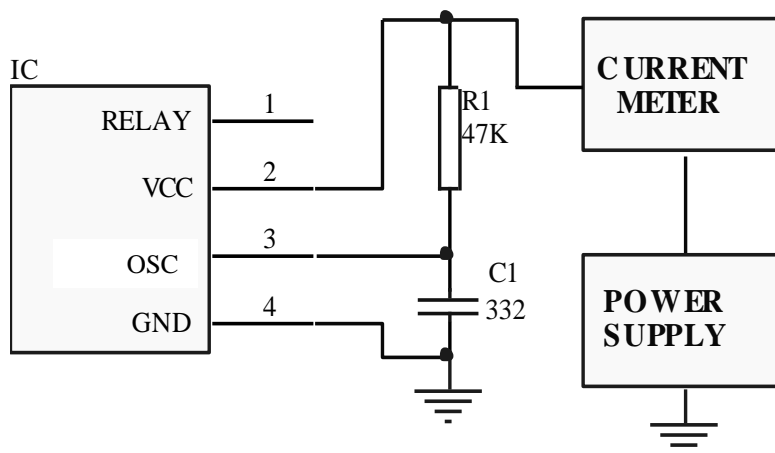 IC
RELAY
1
VCC
2
OSC
3
GND
4
R1
47K
C1
332
CURRENT
METER
POWER
SUPPLY